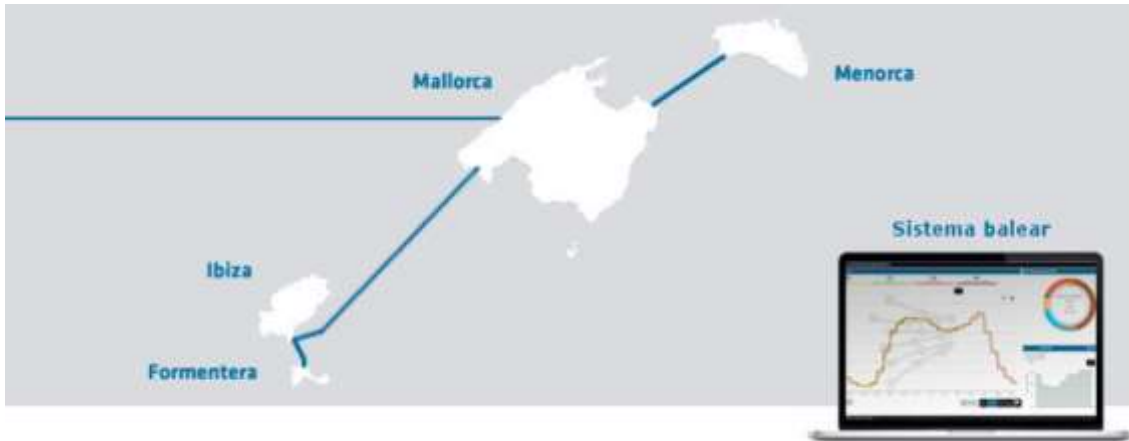 Mallorca
Menorca
Sistema balear
Ibiza
Formentera